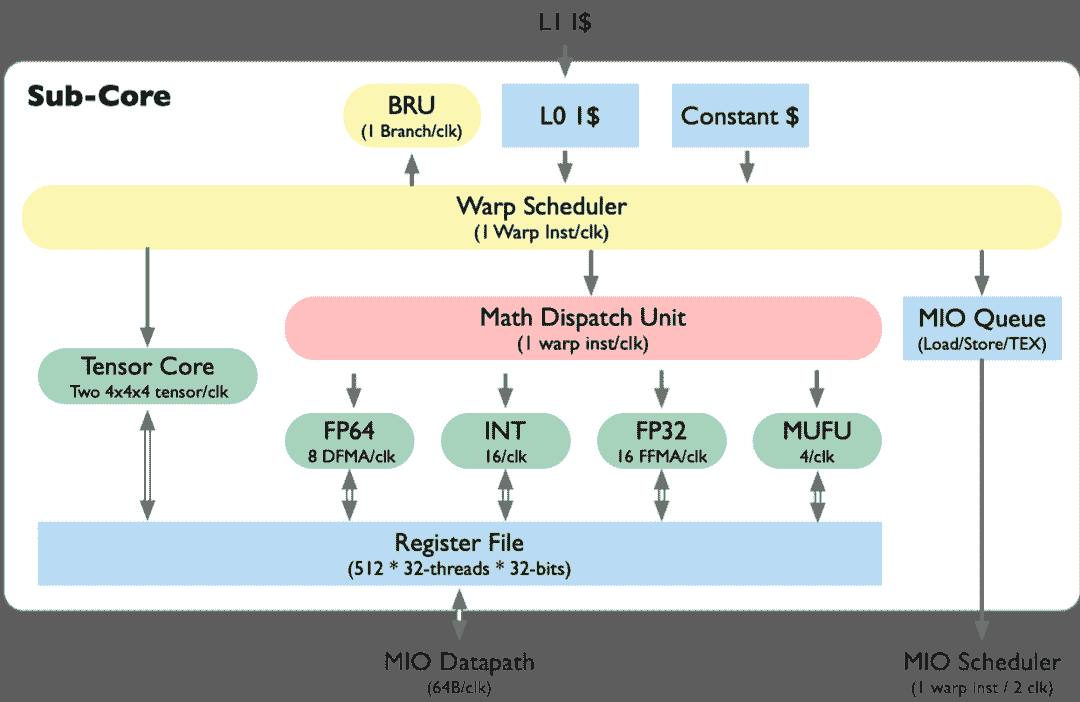 L1 I$
Sub-Core
BRU
(1 Branch/clk)
L0 I$
Constant $
Warp Scheduler
(1 Warp Inst/clk)
Math Dispatch Unit
(1 warp inst/clk)
MIO Queue
(Load/Store/TEX)
Tensor Core
Two 4x4x4 tensor/clk
FP64
8 DFMA/clk
INT
16/clk
FP32
16 FFMA/clk
MUFU
4/clk
Register File
(512 * 32-threads * 32-bits)
MIO Datapath
(64B/clk)
MIO Scheduler
(1 warp inst / 2 clk)